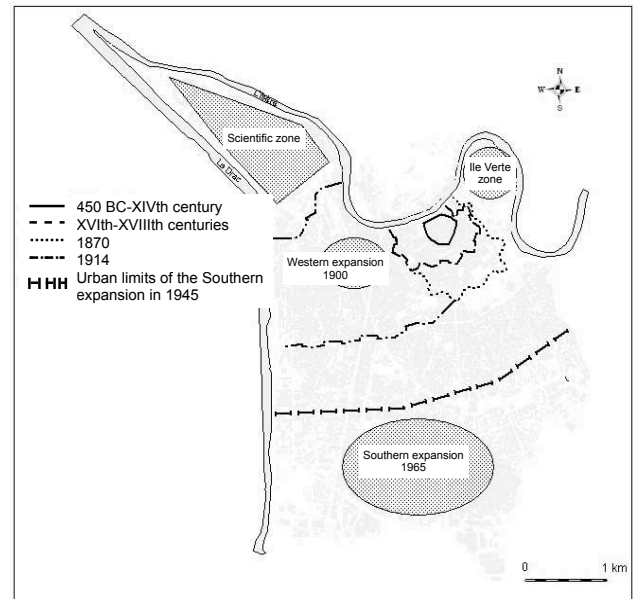 N
W E
S
L'Isère
Scientific zone
Ile Verte
zone
Le Drac
450 BC-XIVth century
XVIth-XVIIIth centuries
1870
1914
Urban limits of the Southern
expansion in 1945
Western expansion
1900
Southern expansion
1965
0 1 km